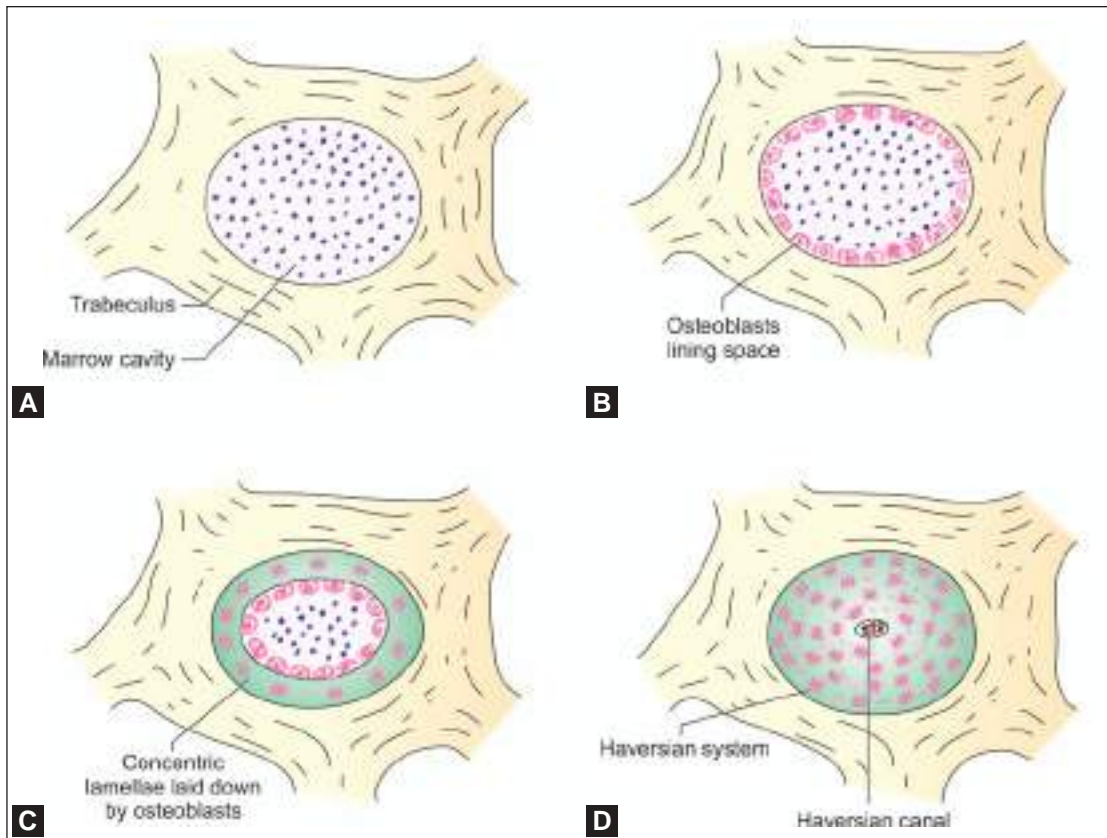 Trabeculus
Marrow cavity
A
Osteoblasts
lining space
B
Concentric
lamellae laid down
by osteoblasts
C
Haversian system
Haversian canal
D